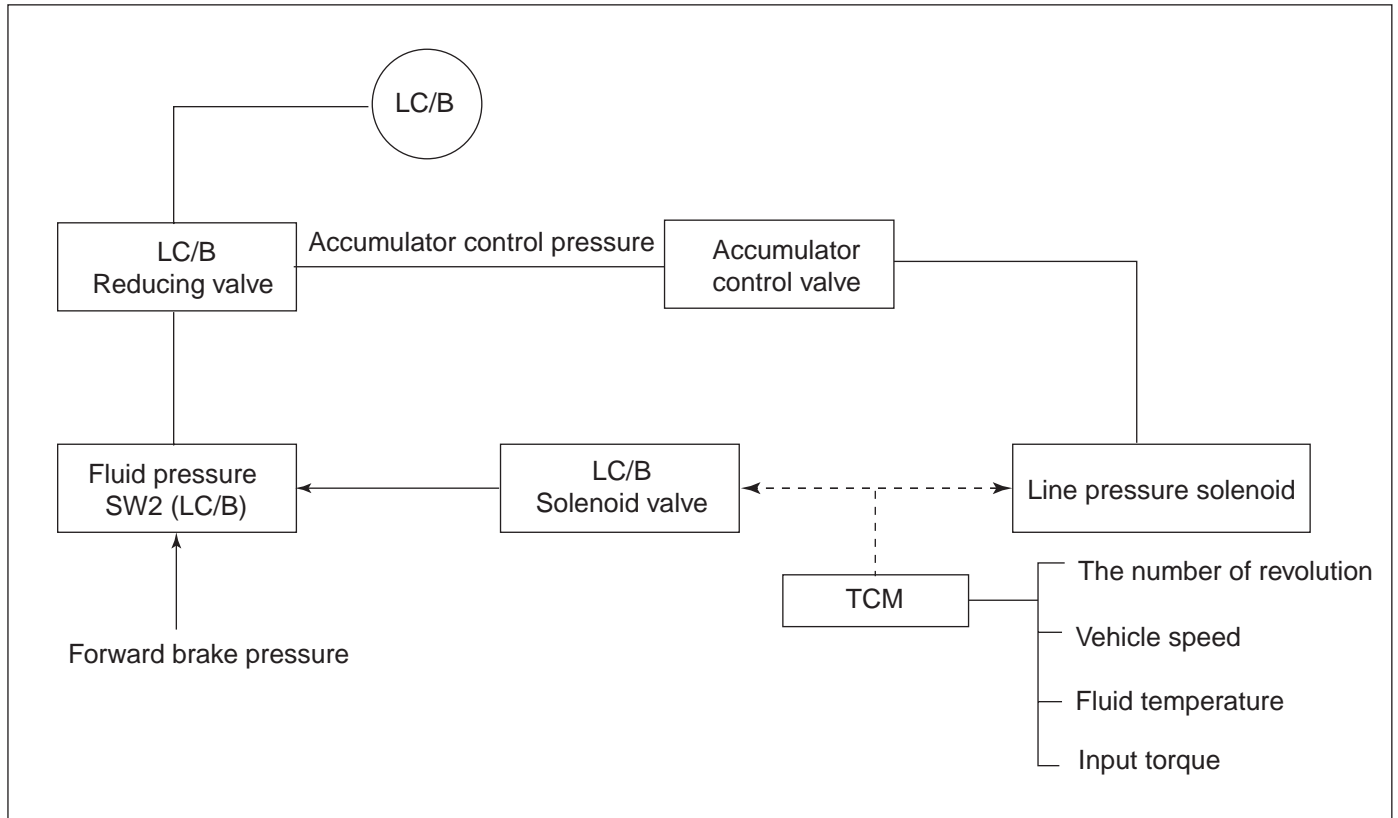 LC/B
LC/B
Reducing valve
Accumulator control pressure
Accumulator
control valve
Fluid pressure
SW2 (LC/B)
LC/B
Solenoid valve
Line pressure solenoid
TCM
The number of revolution
Vehicle speed
Fluid temperature
Input torque
Forward brake pressure